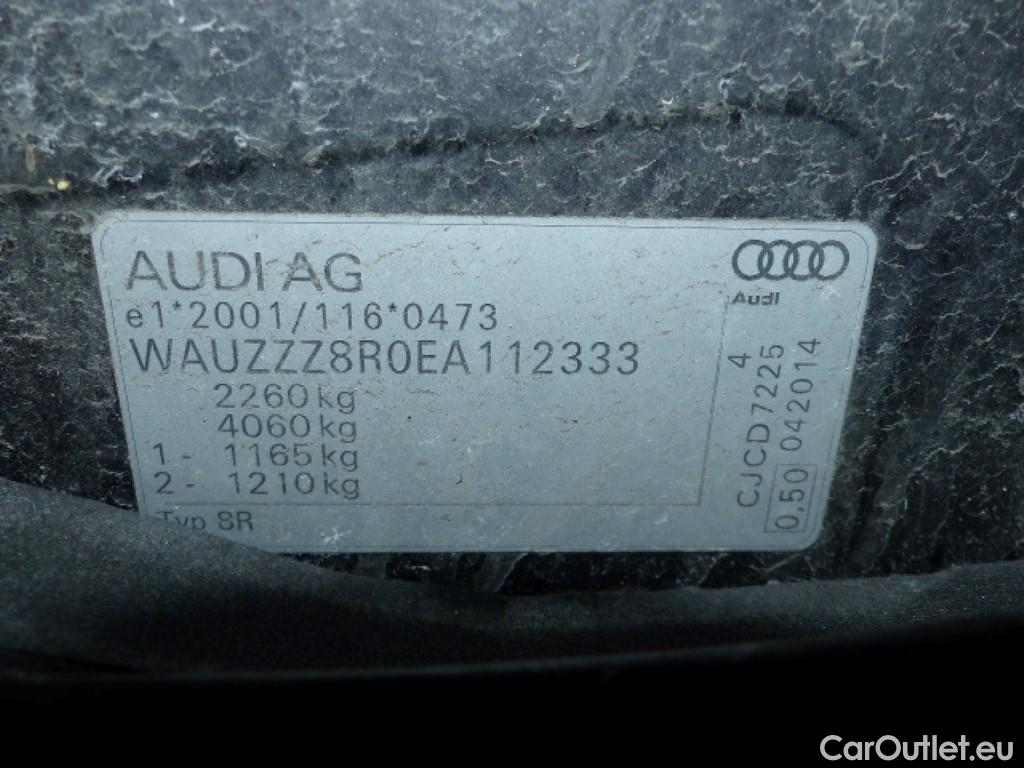 AUDI AG
e1*2001/116*0473
WAUZZZ8R0EA112333
2260 kg
4060 kg
1 - 1165 kg
2 - 1210 kg
Typ 8R
Audi
4
CJCD7225
0,50 042014
CarOutlet.eu